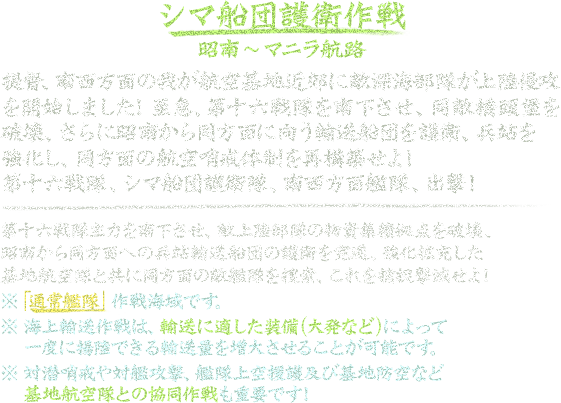 シマ船団護衛作戦
昭南～マニラ航路
提督、南西方面の我が航空基地近郊に敵深海部隊が上陸侵攻
を開始しました！至急、第十六戦隊を南下させ、同敵橋頭堡を
破壊、さらに昭南から同方面に向う輸送船団を護衛、兵站を
強化し、同方面の航空哨戒体制を再構築せよ！
第十六戦隊、シマ船団護衛隊、南西方面艦隊、出撃！
第十六戦隊主力を南下させ、敵上陸部隊の物資集積拠点を破壊、
昭南から同方面への兵站輸送船団の護衛を完遂、強化拡充した
基地航空隊と共に同方面の敵艦隊を捜索、これを捕捉撃滅せよ！
※「通常艦隊」作戦海域です。
※ 海上輸送作戦は、輸送に適した装備(大発など)によって
一度に揚陸できる輸送量を増大させることが可能です。
※ 対潜哨戒や対艦攻撃、艦隊上空援護及び基地防空など
基地航空隊との協同作戦も重要です！